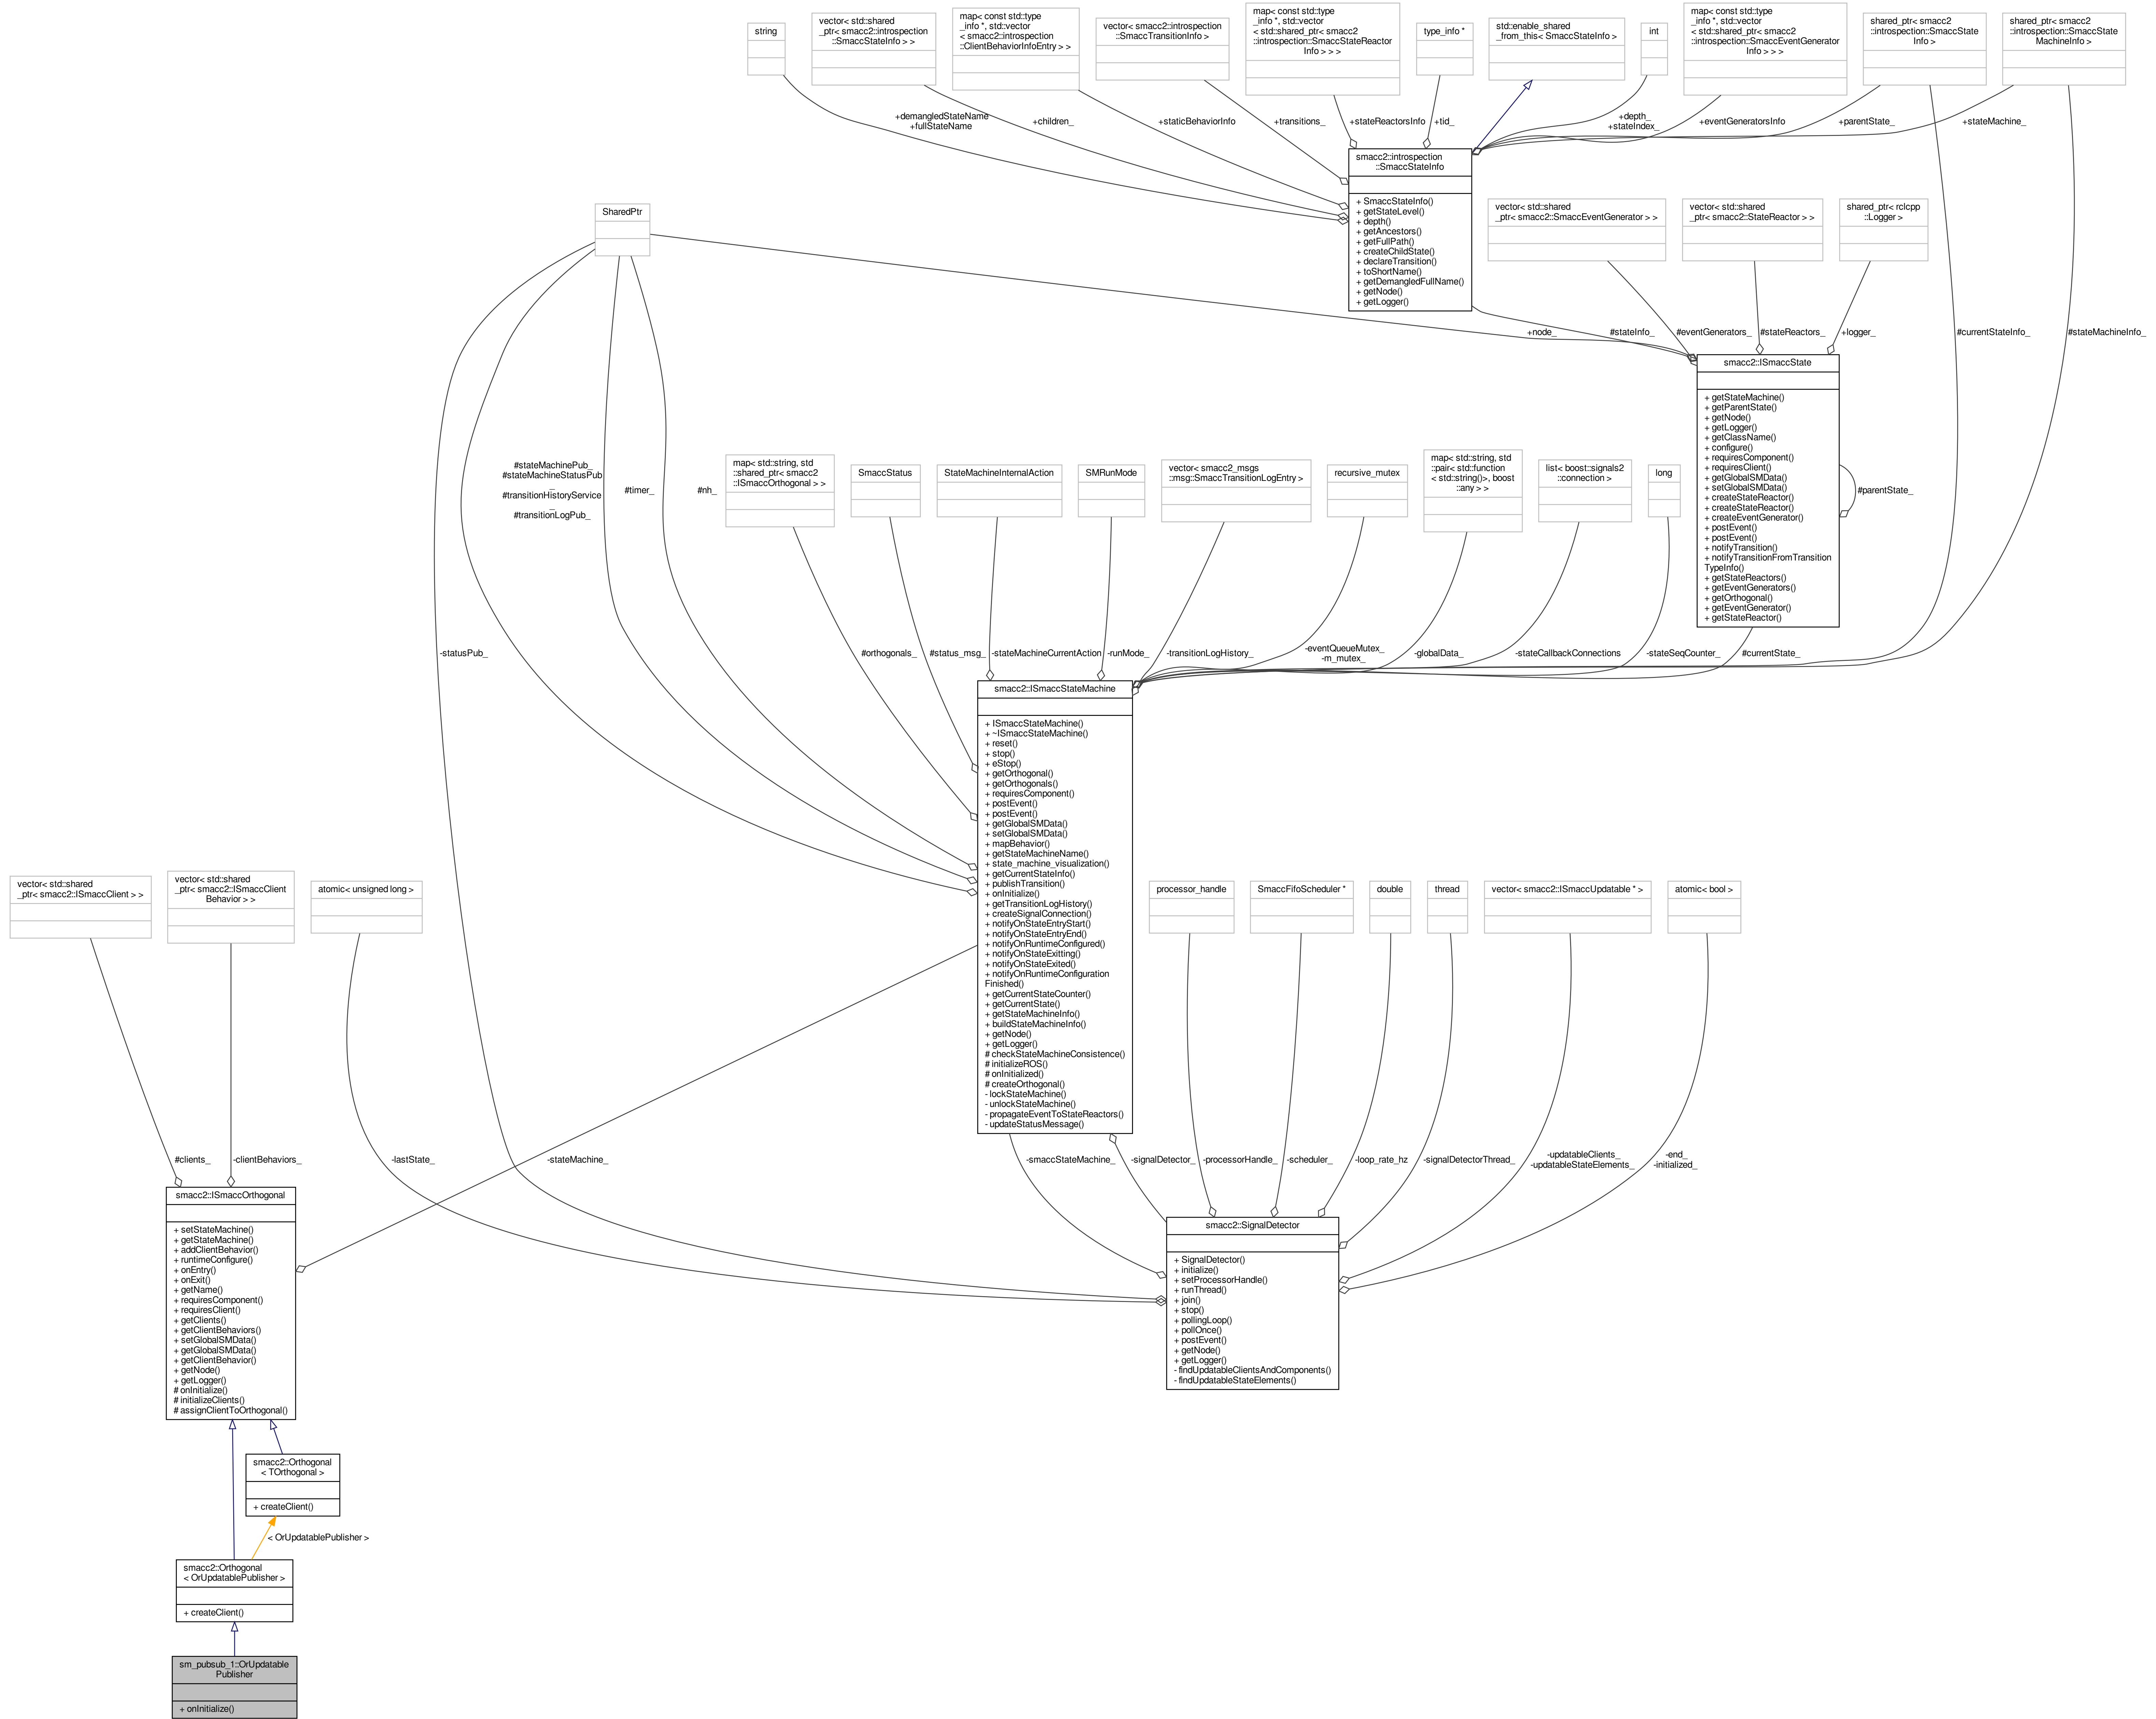 string
vector< std::shared
_ptr< smacc2::introspection
::SmaccStateInfo > >
map< const std::type
_info *, std::vector
< smacc2::introspection
::ClientBehaviorInfoEntry > >
vector< smacc2::introspection
::SmaccTransitionInfo >
map< const std::type
_info *, std::vector
< std::shared_ptr< smacc2
::introspection::SmaccStateReactor
Info > > >
type_info *
std::enable_shared
_from_this< SmaccStateInfo >
int
map< const std::type
_info *, std::vector
< std::shared_ptr< smacc2
::introspection::SmaccEventGenerator
Info > > >
shared_ptr< smacc2
::introspection::SmaccState
Info >
shared_ptr< smacc2
::introspection::SmaccState
MachineInfo >
+demangledStateName
+fullStateName
+children_
+staticBehaviorInfo
+transitions_
+stateReactorsInfo
+tid_
+depth_
+stateIndex_
+eventGeneratorsInfo
+parentState_
+stateMachine_
smacc2::introspection
::SmaccStateInfo
+ SmaccStateInfo()
+ getStateLevel()
+ depth()
+ getAncestors()
+ getFullPath()
+ createChildState()
+ declareTransition()
+ toShortName()
+ getDemangledFullName()
+ getNode()
+ getLogger()
SharedPtr
vector< std::shared
_ptr< smacc2::SmaccEventGenerator > >
vector< std::shared
_ptr< smacc2::StateReactor > >
shared_ptr< rclcpp
::Logger >
+node_
#stateInfo_
#eventGenerators_
#stateReactors_
+logger_
#currentStateInfo_
#stateMachineInfo_
smacc2::ISmaccState
+ getStateMachine()
+ getParentState()
+ getNode()
+ getLogger()
+ getClassName()
+ configure()
+ requiresComponent()
+ requiresClient()
+ getGlobalSMData()
+ setGlobalSMData()
+ createStateReactor()
+ createStateReactor()
+ createEventGenerator()
+ postEvent()
+ postEvent()
+ notifyTransition()
+ notifyTransitionFromTransition
TypeInfo()
+ getStateReactors()
+ getEventGenerators()
+ getOrthogonal()
+ getEventGenerator()
+ getStateReactor()
#parentState_
#stateMachinePub_
#stateMachineStatusPub
_
#transitionHistoryService
_
#transitionLogPub_
#timer_
#nh_
map< std::string, std
::shared_ptr< smacc2
::ISmaccOrthogonal > >
SmaccStatus
StateMachineInternalAction
SMRunMode
vector< smacc2_msgs
::msg::SmaccTransitionLogEntry >
recursive_mutex
map< std::string, std
::pair< std::function
< std::string()>, boost
::any > >
list< boost::signals2
::connection >
long
-statusPub_
#orthogonals_
#status_msg_
-stateMachineCurrentAction
-runMode_
-transitionLogHistory_
-eventQueueMutex_
-m_mutex_
-globalData_
-stateCallbackConnections
-stateSeqCounter_
#currentState_
smacc2::ISmaccStateMachine
+ ISmaccStateMachine()
+ ~ISmaccStateMachine()
+ reset()
+ stop()
+ eStop()
+ getOrthogonal()
+ getOrthogonals()
+ requiresComponent()
+ postEvent()
+ postEvent()
+ getGlobalSMData()
+ setGlobalSMData()
+ mapBehavior()
+ getStateMachineName()
+ state_machine_visualization()
+ getCurrentStateInfo()
+ publishTransition()
+ onInitialize()
+ getTransitionLogHistory()
+ createSignalConnection()
+ notifyOnStateEntryStart()
+ notifyOnStateEntryEnd()
+ notifyOnRuntimeConfigured()
+ notifyOnStateExitting()
+ notifyOnStateExited()
+ notifyOnRuntimeConfiguration
Finished()
+ getCurrentStateCounter()
+ getCurrentState()
+ getStateMachineInfo()
+ buildStateMachineInfo()
+ getNode()
+ getLogger()
# checkStateMachineConsistence()
# initializeROS()
# onInitialized()
# createOrthogonal()
- lockStateMachine()
- unlockStateMachine()
- propagateEventToStateReactors()
- updateStatusMessage()
vector< std::shared
_ptr< smacc2::ISmaccClient > >
vector< std::shared
_ptr< smacc2::ISmaccClient
Behavior > >
atomic< unsigned long >
processor_handle
SmaccFifoScheduler *
double
thread
vector< smacc2::ISmaccUpdatable * >
atomic< bool >
#clients_
-clientBehaviors_
-lastState_
-stateMachine_
-smaccStateMachine_
-signalDetector_
-processorHandle_
-scheduler_
-loop_rate_hz
-signalDetectorThread_
-updatableClients_
-updatableStateElements_
-end_
-initialized_
smacc2::ISmaccOrthogonal
+ setStateMachine()
+ getStateMachine()
+ addClientBehavior()
+ runtimeConfigure()
+ onEntry()
+ onExit()
+ getName()
+ requiresComponent()
+ requiresClient()
+ getClients()
+ getClientBehaviors()
+ setGlobalSMData()
+ getGlobalSMData()
+ getClientBehavior()
+ getNode()
+ getLogger()
# onInitialize()
# initializeClients()
# assignClientToOrthogonal()
smacc2::SignalDetector
+ SignalDetector()
+ initialize()
+ setProcessorHandle()
+ runThread()
+ join()
+ stop()
+ pollingLoop()
+ pollOnce()
+ postEvent()
+ getNode()
+ getLogger()
- findUpdatableClientsAndComponents()
- findUpdatableStateElements()
smacc2::Orthogonal
< TOrthogonal >
+ createClient()
< OrUpdatablePublisher >
smacc2::Orthogonal
< OrUpdatablePublisher >
+ createClient()
sm_pubsub_1::OrUpdatable
Publisher
+ onInitialize()